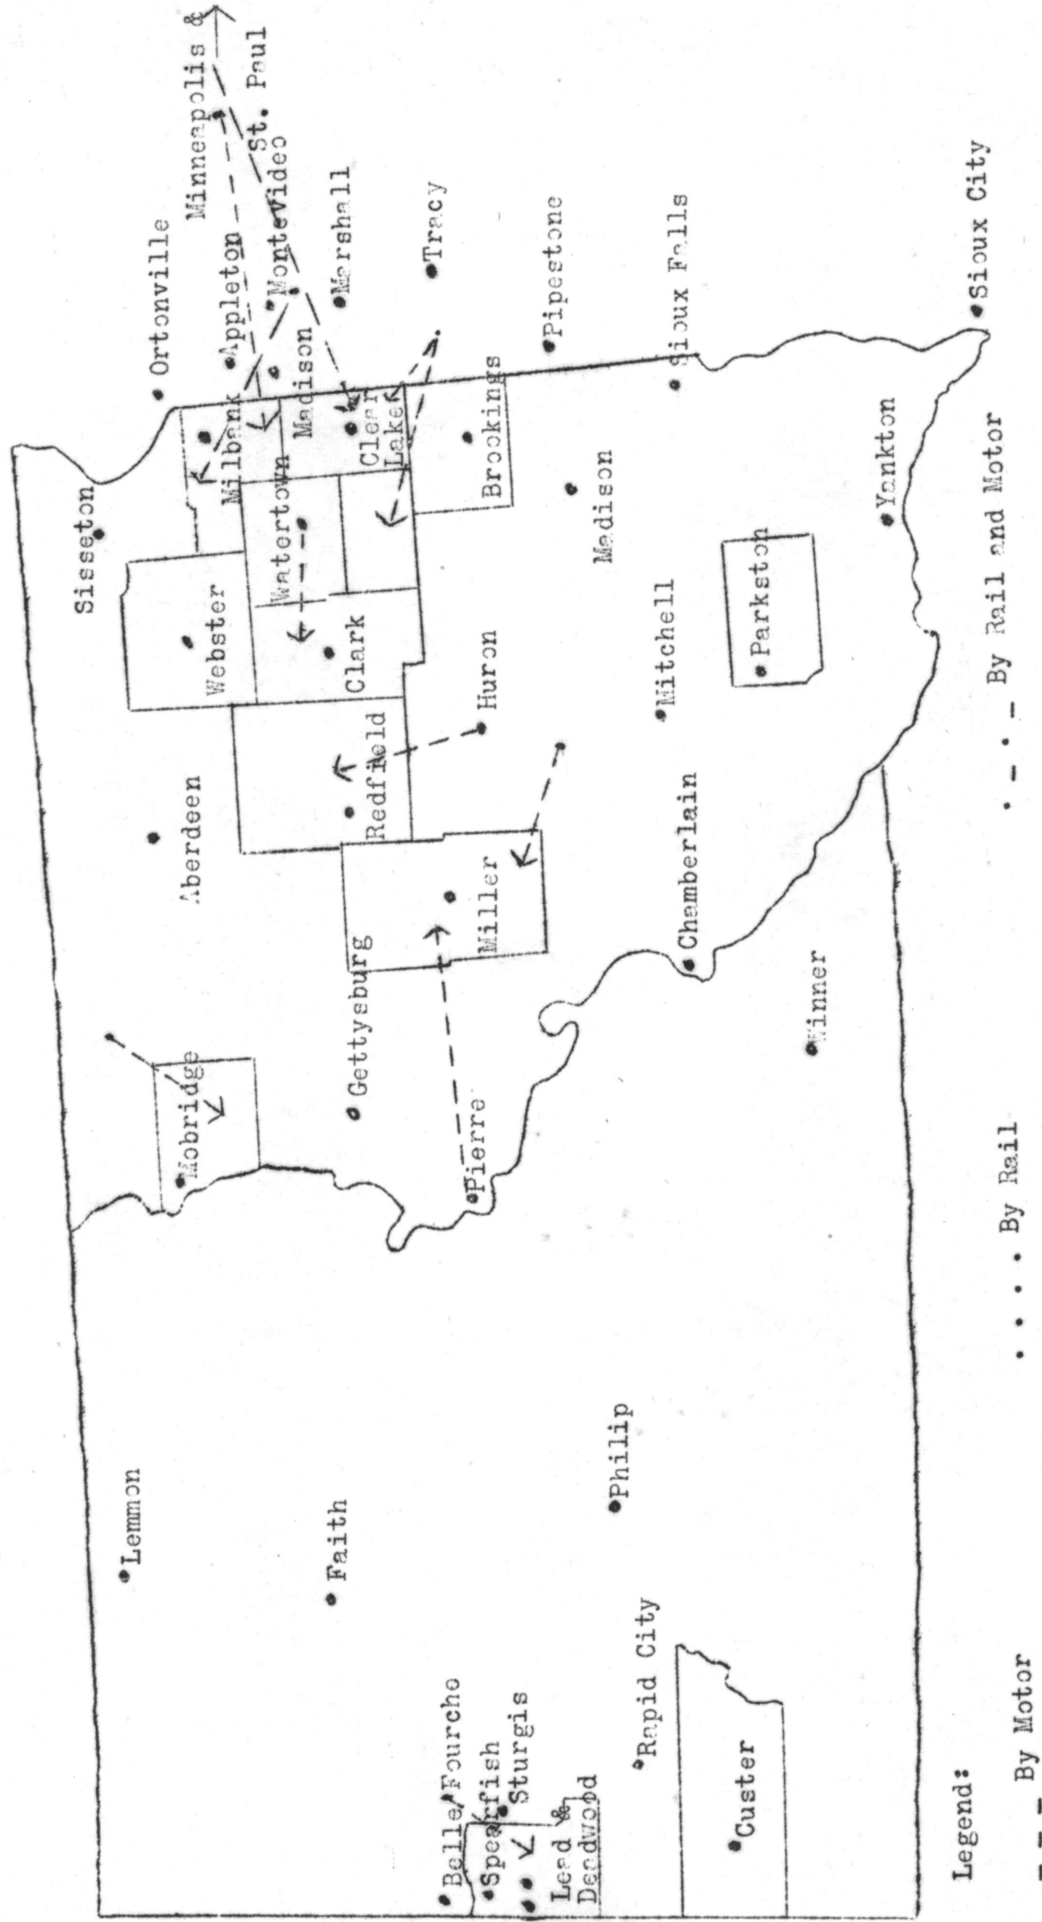 Minneapolis &
St. Paul
Ortonville
Appleton
Montevideo
Madison
Marshall
Milbank
Clear
Lake
Tracy
Sisseton
Watertown
Webster
Clark
Brookings
Pipestone
Aberdeen
Redfield
Huron
Madison
Sioux Falls
Sioux City
Mobridge
Gettysburg
Miller
Mitchell
Parkston
Yankton
Pierre
Chamberlain
Winner
Lemmon
Faith
Philip
Belle Fourche
Spearfish
Sturgis
Lead &
Deadwood
Rapid City
Custer
Legend:
--- By Motor
.... By Rail
.-.- By Rail and Motor